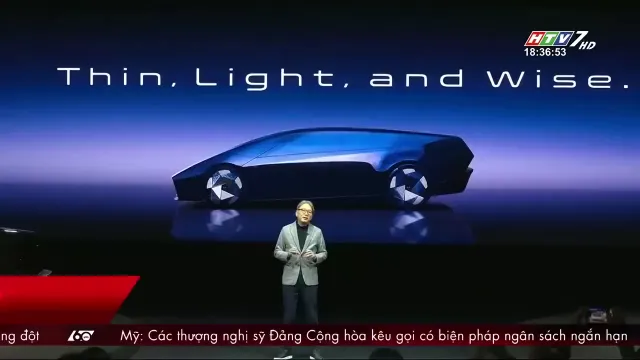 HTV7 HD
18:36:53
Thin, Light, and Wise.
ng đột 60 Mỹ: Các thượng nghị sỹ Đảng Cộng hòa kêu gọi có biện pháp ngân sách ngắn hạn